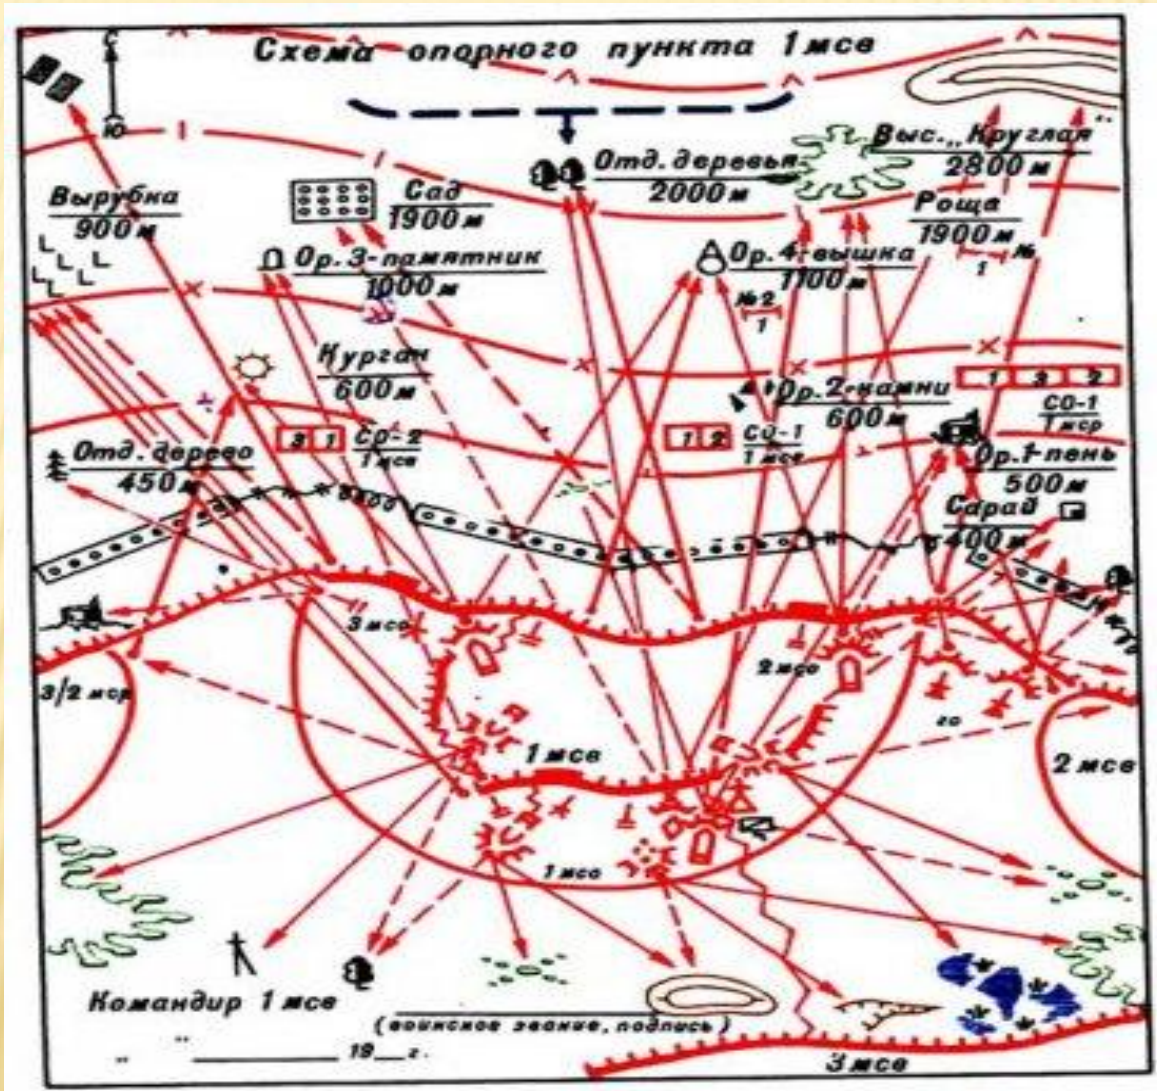 Схема опорного пункта 1 мсв
С
Ю
Отд. деревья
2000 м
Выс. „Круглая"
2800 м
Вырубка
900 м
Сад
1900 м
Роща
1900 м
Ор. 3-памятник
1000 м
Ор. 4-вышка
1100 м
№1
1
№2
1
Курган
600 м
Ор. 2-камни
600 м
1 3 2
СО-1
1 мср
3 1
СО-2
1 мсв
1 2
СО-1
1 мсв
Отд. дерево
450 м
Ор. 1-пень
500 м
Сарай
400 м
3 мсо
2 мсо
3/2 мср
го
1 мсв
2 мсв
1 мсо
Командир 1 мсв
(воинское звание, подпись)
„ " 19 г.
3 мсв